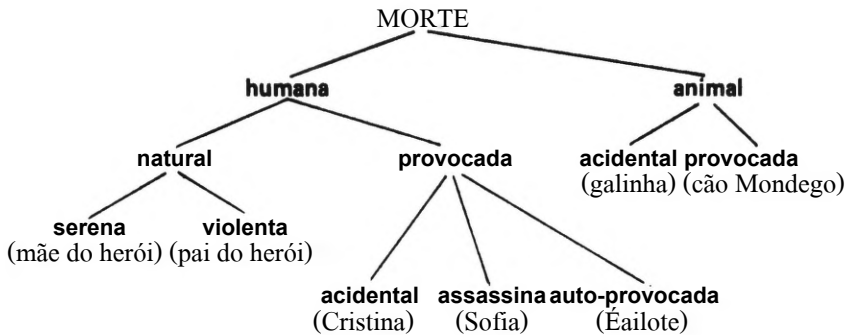 MORTE
humana animal
natural provocada acidental provocada
(galinha) (cão Mondego)
serena violenta
(mãe do herói) (pai do herói)
acidental assassina auto-provocada
(Cristina) (Sofia) (Éailote)